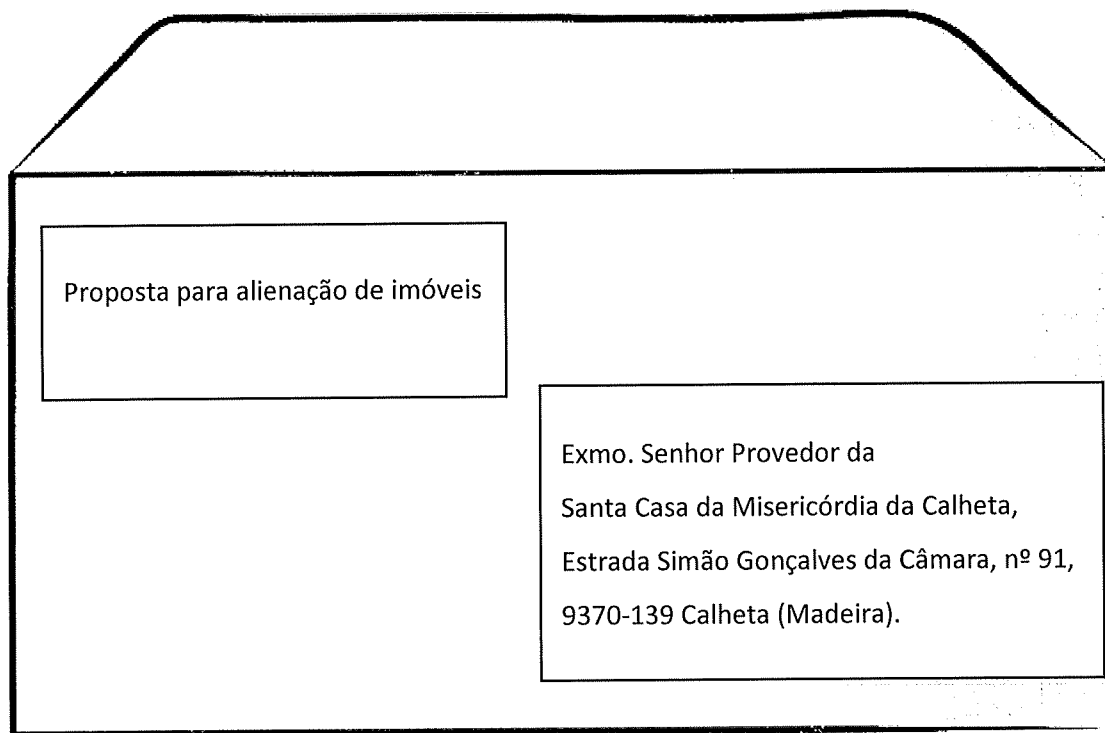 Proposta para alienação de imóveis
Exmo. Senhor Provedor da
Santa Casa da Misericórdia da Calheta,
Estrada Simão Gonçalves da Câmara, nº 91,
9370-139 Calheta (Madeira).